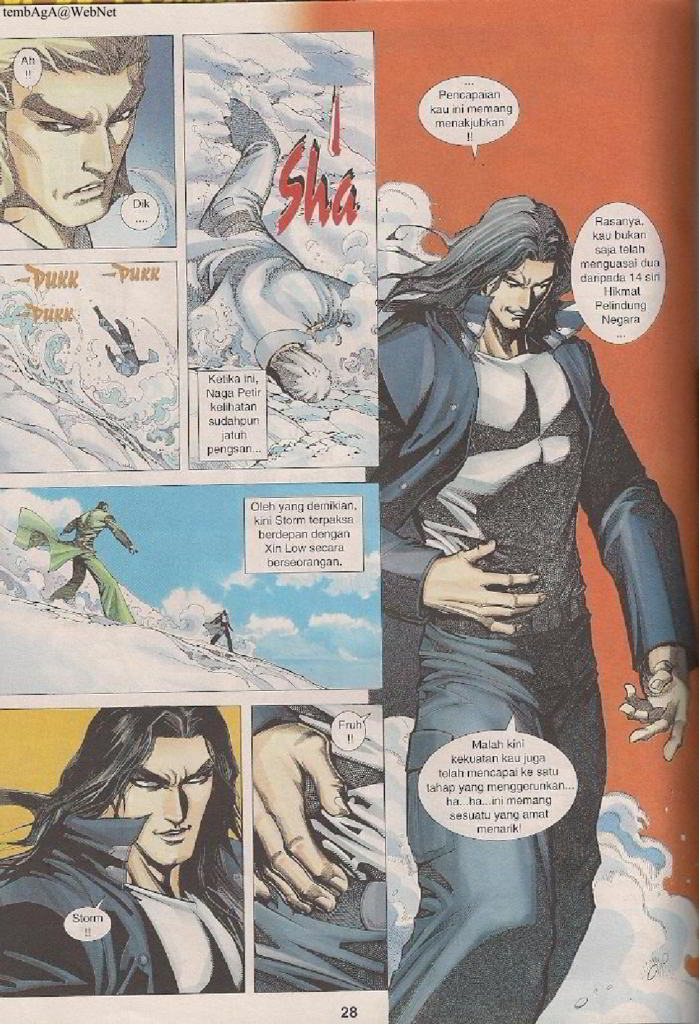 tembAgA@WebNet
Ah
!!
Dik
....
Sha
PUKK
PUKK
PUKK
Ketika ini,
Naga Petir
kelihatan
sudahpun
jatuh
pengsan...
Oleh yang demikian,
kini Storm terpaksa
berdepan dengan
Xin Low secara
berseorangan.
Storm
!!
Fruh
!!
...
Pencapaian
kau ini memang
menakjubkan
!!
Rasanya,
kau bukan
saja telah
menguasai dua
daripada 14 siri
Hikmat
Pelindung
Negara
...
Malah kini
kekuatan kau juga
telah mencapai ke satu
tahap yang menggerunkan...
ha...ha...ini memang
sesuatu yang amat
menarik!
28